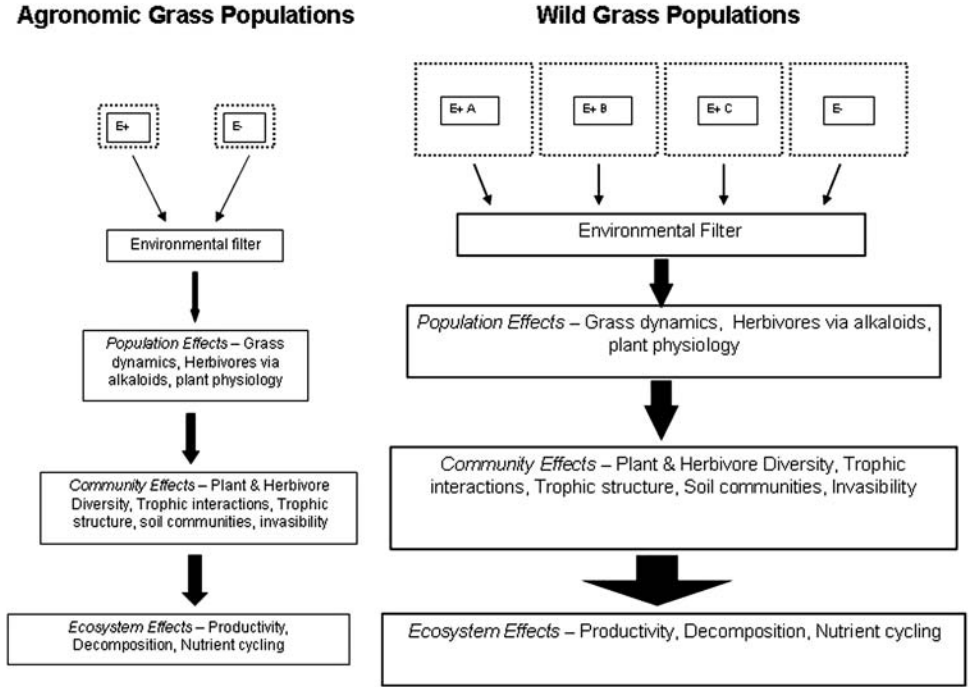 Agronomic Grass Populations
E+
E-
Environmental filter
Population Effects – Grass
dynamics, Herbivores via
alkaloids, plant physiology
Community Effects – Plant & Herbivore
Diversity, Trophic interactions, Trophic
structure, soil communities, invasibility
Ecosystem Effects – Productivity,
Decomposition, Nutrient cycling
Wild Grass Populations
E+ A
E+ B
E+ C
E-
Environmental Filter
Population Effects – Grass dynamics, Herbivores via alkaloids,
plant physiology
Community Effects – Plant & Herbivore Diversity, Trophic
interactions, Trophic structure, Soil communities, Invasibility
Ecosystem Effects – Productivity, Decomposition, Nutrient cycling